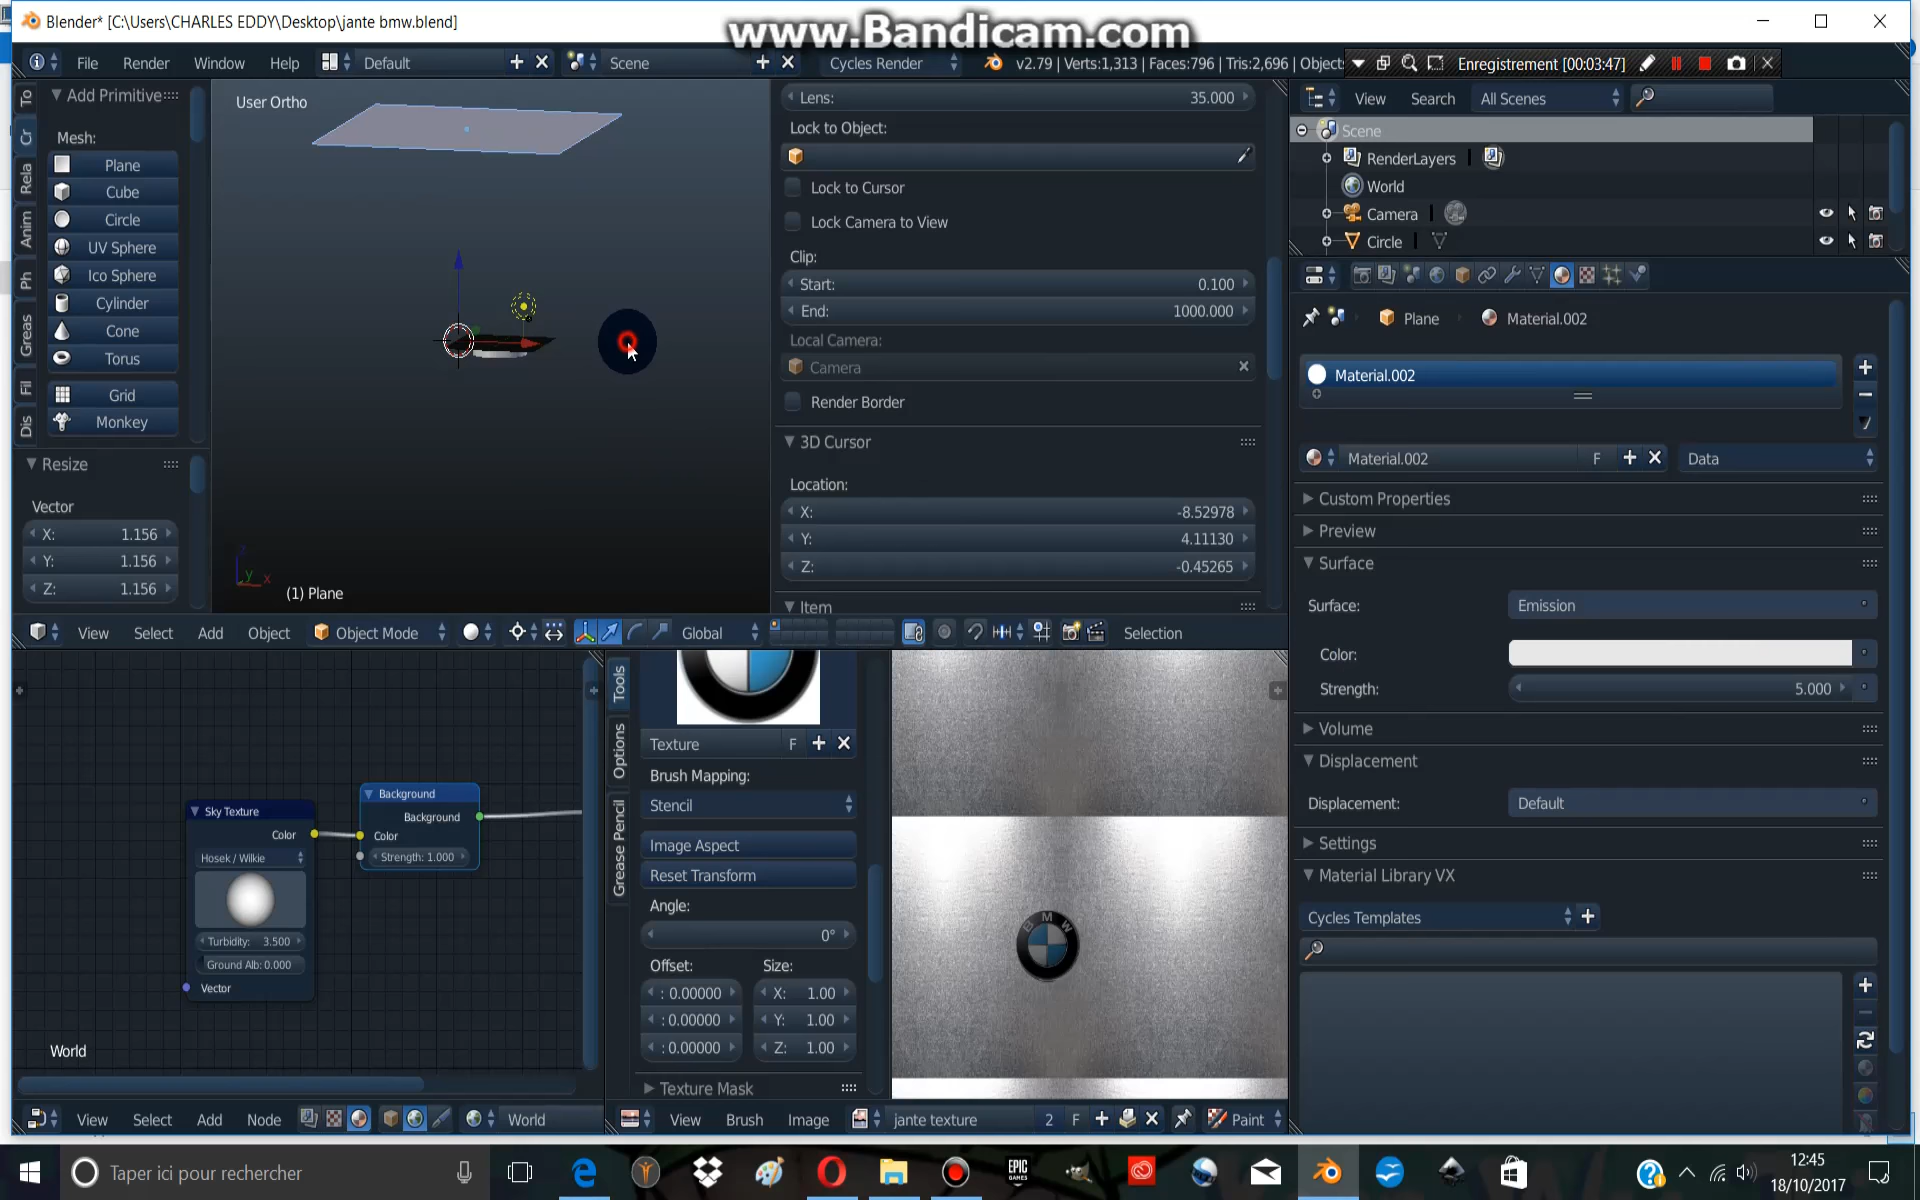 Blender* [C:\Users\CHARLES EDDY\Desktop\jante bmw.blend]
www.Bandicam.com
File Render Window Help Default Scene Cycles Render v2.79 | Verts:1,313 | Faces:796 | Tris:2,696 | Objects
Enregistrement [00:03:47]
To
Cr
Rela
Anim
Ph
Greas
Fil
Dis
Add Primitive
Mesh:
Plane
Cube
Circle
UV Sphere
Ico Sphere
Cylinder
Cone
Torus
Grid
Monkey
Resize
Vector
X: 1.156
Y: 1.156
Z: 1.156
User Ortho
(1) Plane
Lens: 35.000
Lock to Object:
Lock to Cursor
Lock Camera to View
Clip:
Start: 0.100
End: 1000.000
Local Camera:
Camera
Render Border
3D Cursor
Location:
X: -8.52978
Y: 4.11130
Z: -0.45265
Item
View Select Add Object Object Mode Global Selection
View Search All Scenes
Scene
RenderLayers
World
Camera
Circle
Plane Material.002
Material.002
Material.002 F Data
Custom Properties
Preview
Surface
Surface: Emission
Color:
Strength: 5.000
Volume
Displacement
Displacement: Default
Settings
Material Library VX
Cycles Templates
Sky Texture
Color
Hosek / Wilkie
Turbidity: 3.500
Ground Alb: 0.000
Vector
Background
Background
Color
Strength: 1.000
World
View Select Add Node World
Tools
Options
Grease Pencil
Texture F
Brush Mapping:
Stencil
Image Aspect
Reset Transform
Angle:
0°
Offset: Size:
: 0.00000 X: 1.00
: 0.00000 Y: 1.00
: 0.00000 Z: 1.00
Texture Mask
BMW
View Brush Image jante texture 2 F Paint
Taper ici pour rechercher
EPIC
GAMES
12:45
18/10/2017